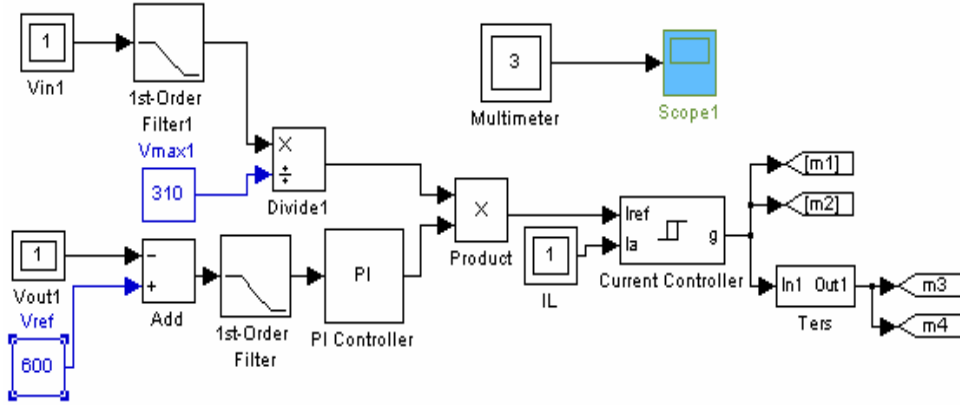 1
Vin1
1st-Order
Filter1
Vmax1
310
X
÷
Divide1
3
Multimeter
Scope1
1
Vout1
Vref
600
−
+
Add
1st-Order
Filter
PI
PI Controller
X
Product
1
IL
Iref
Ia
g
Current Controller
[m1]
[m2]
In1 Out1
Ters
m3
m4